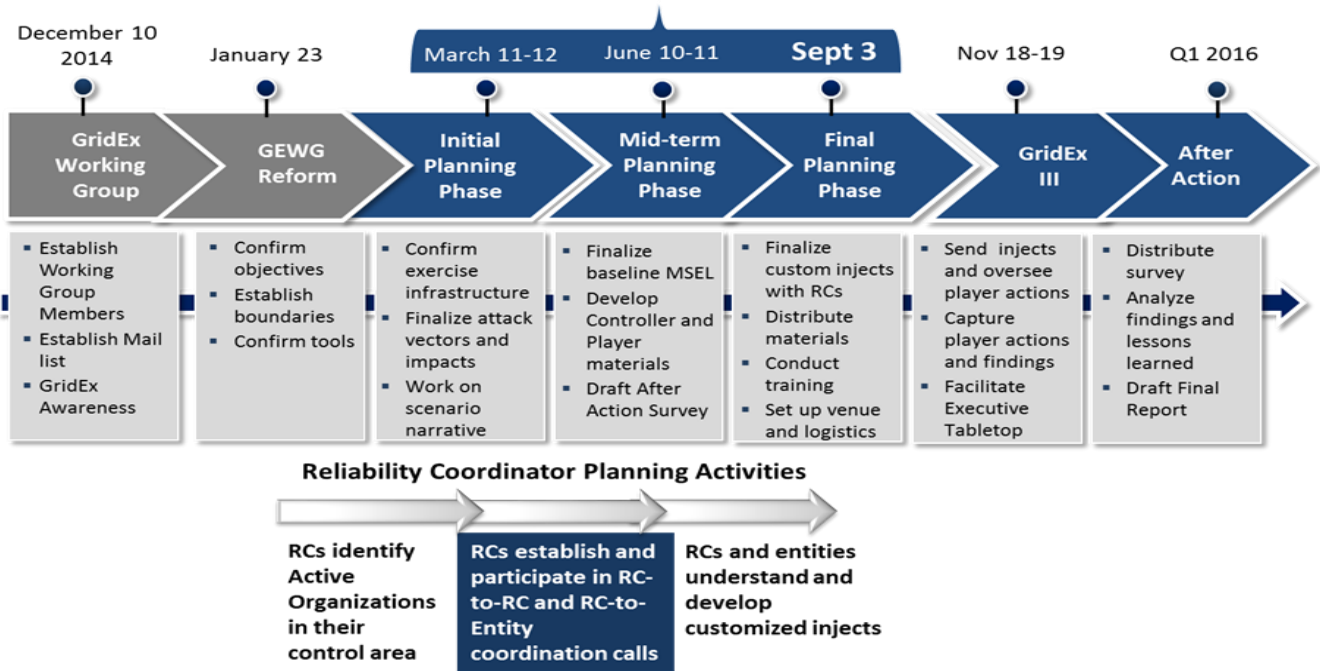 December 10
2014
January 23
March 11-12
June 10-11
Sept 3
Nov 18-19
Q1 2016
GridEx
Working
Group
GEWG
Reform
Initial
Planning
Phase
Mid-term
Planning
Phase
Final
Planning
Phase
GridEx
III
After
Action
▪ Establish
Working
Group
Members
▪ Establish Mail
list
▪ GridEx
Awareness
▪ Confirm
objectives
▪ Establish
boundaries
▪ Confirm tools
▪ Confirm
exercise
infrastructure
▪ Finalize attack
vectors and
impacts
▪ Work on
scenario
narrative
▪ Finalize
baseline MSEL
▪ Develop
Controller and
Player
materials
▪ Draft After
Action Survey
▪ Finalize
custom injects
with RCs
▪ Distribute
materials
▪ Conduct
training
▪ Set up venue
and logistics
▪ Send injects
and oversee
player actions
▪ Capture
player actions
and findings
▪ Facilitate
Executive
Tabletop
▪ Distribute
survey
▪ Analyze
findings and
lessons
learned
▪ Draft Final
Report
Reliability Coordinator Planning Activities
RCs identify
Active
Organizations
in their
control area
RCs establish and
participate in RC-
to-RC and RC-to-
Entity
coordination calls
RCs and entities
understand and
develop
customized injects